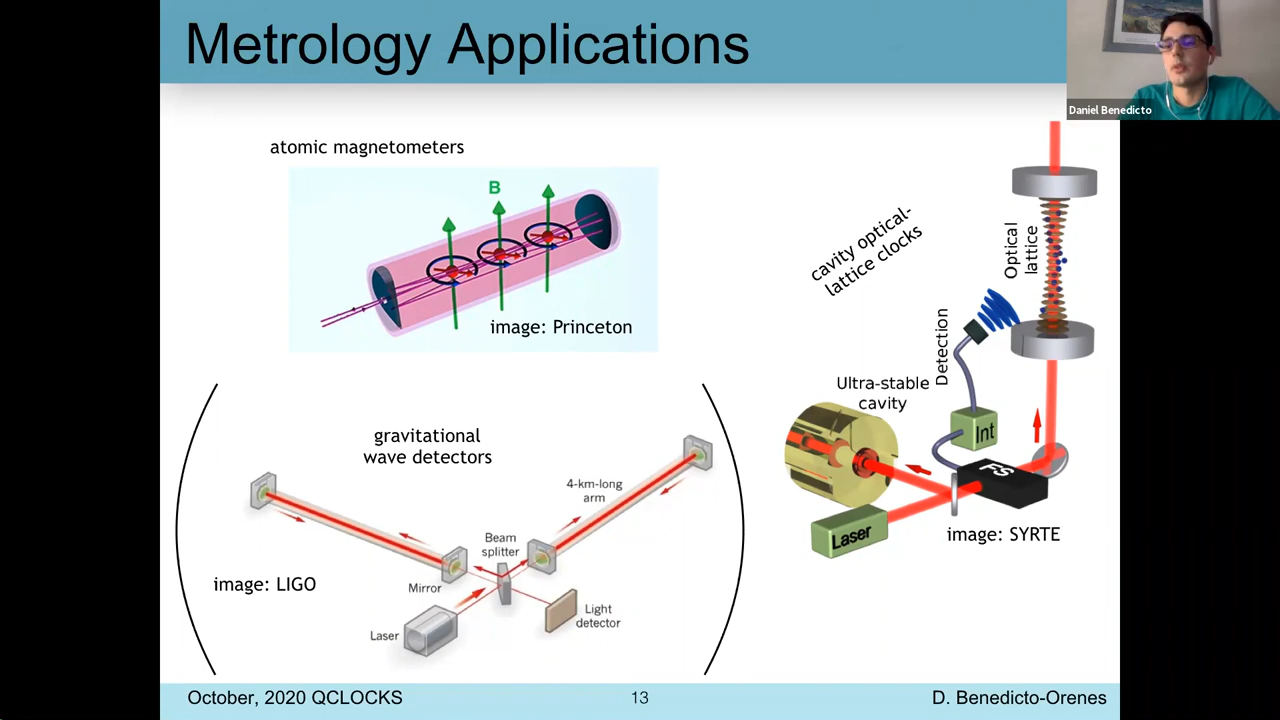 Metrology Applications
Daniel Benedicto
atomic magnetometers
B
image: Princeton
cavity optical-
lattice clocks
Optical
lattice
Detection
Ultra-stable
cavity
Int
FS
Laser
image: SYRTE
gravitational
wave detectors
4-km-long
arm
Beam
splitter
Mirror
image: LIGO
Laser
Light
detector
October, 2020 QCLOCKS
13
D. Benedicto-Orenes